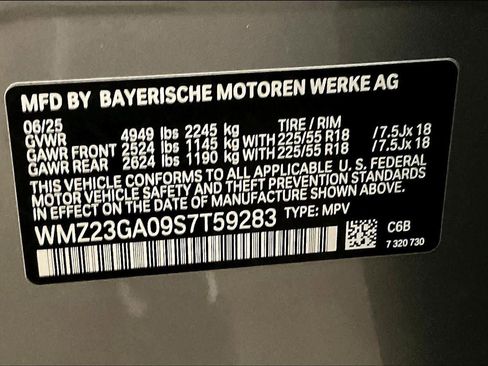 MFD BY BAYERISCHE MOTOREN WERKE AG
06/25 TIRE / RIM
GVWR 4949 lbs 2245 kg
GAWR FRONT 2524 lbs 1145 kg WITH 225/55 R18 /7.5Jx 18
GAWR REAR 2624 lbs 1190 kg WITH 225/55 R18 /7.5Jx 18
THIS VEHICLE CONFORMS TO ALL APPLICABLE U. S. FEDERAL
MOTOR VEHICLE SAFETY AND THEFT PREVENTION STANDARDS
IN EFFECT ON THE DATE OF MANUFACTURE SHOWN ABOVE.
WMZ23GA09S7T59283 TYPE: MPV
C6B
7 320 730